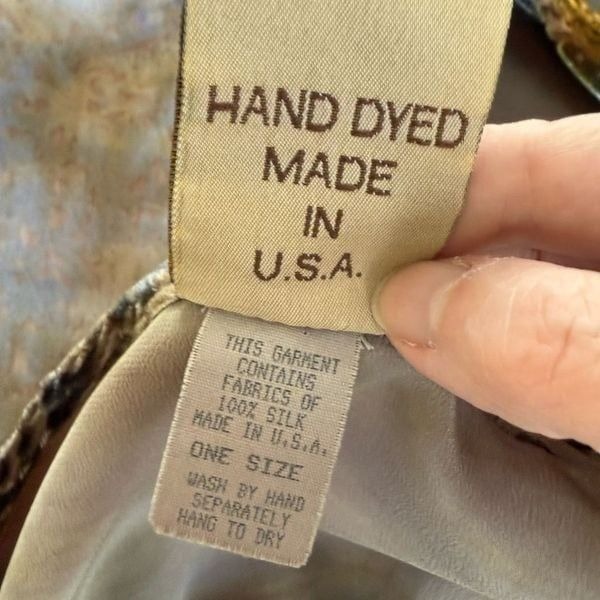 HAND DYED
MADE
IN
U.S.A.
THIS GARMENT
CONTAINS
FABRICS OF
100% SILK
MADE IN U.S.A.
ONE SIZE
WASH BY HAND
SEPARATELY
HANG TO DRY